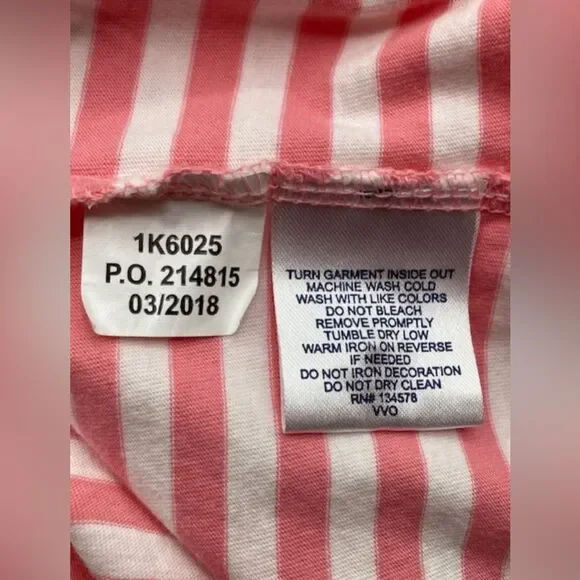 1K6025
P.O. 214815
03/2018
TURN GARMENT INSIDE OUT
MACHINE WASH COLD
WASH WITH LIKE COLORS
DO NOT BLEACH
REMOVE PROMPTLY
TUMBLE DRY LOW
WARM IRON ON REVERSE
IF NEEDED
DO NOT IRON DECORATION
DO NOT DRY CLEAN
RN# 134578
VVO